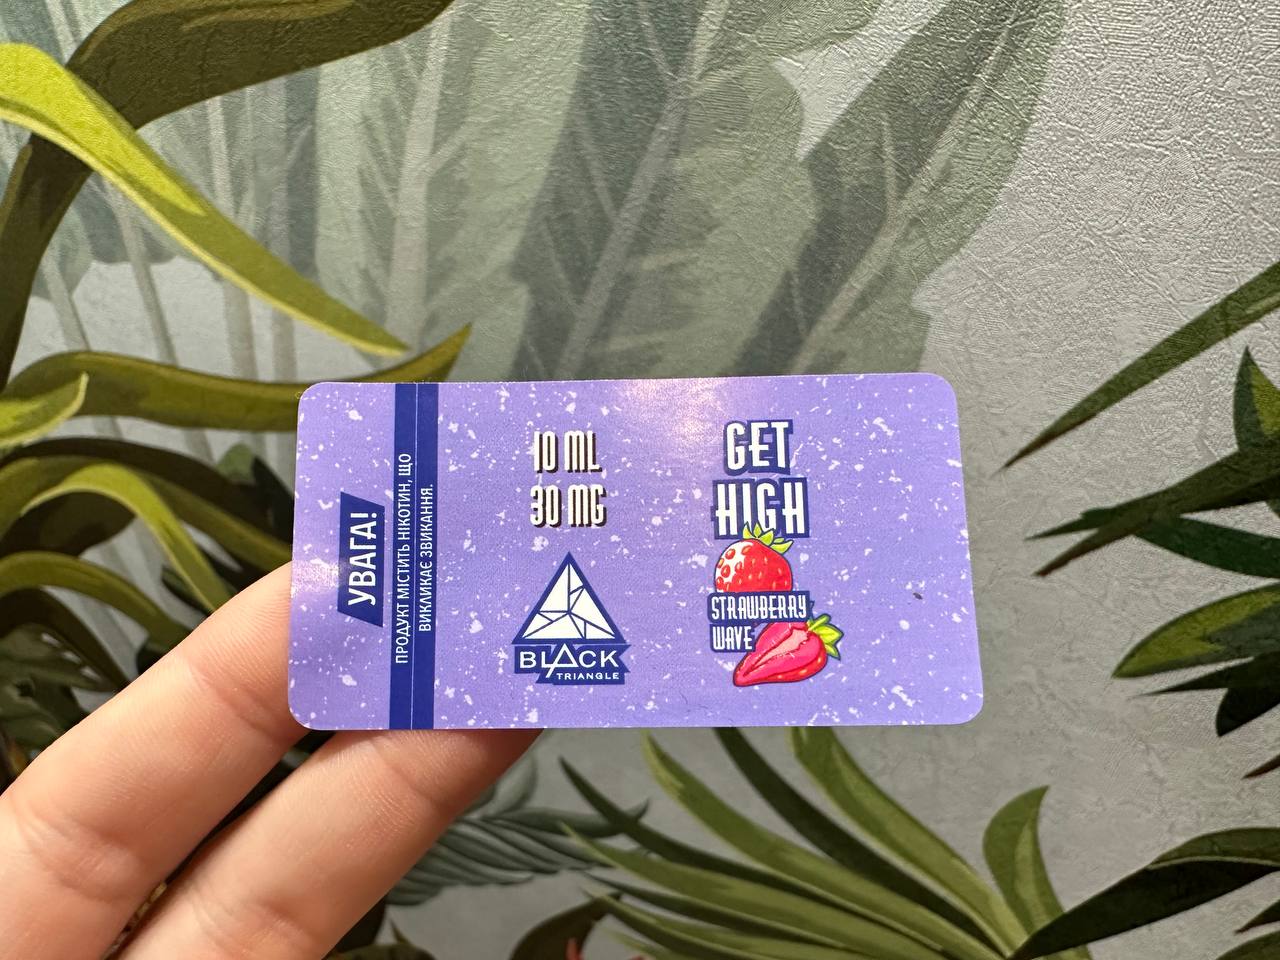 УВАГА!
ПРОДУКТ МІСТИТЬ НІКОТИН, ЩО
ВИКЛИКАЄ ЗВИКАННЯ.
10 ML
30 MG
BLACK
TRIANGLE
GET
HIGH
STRAWBERRY
WAVE